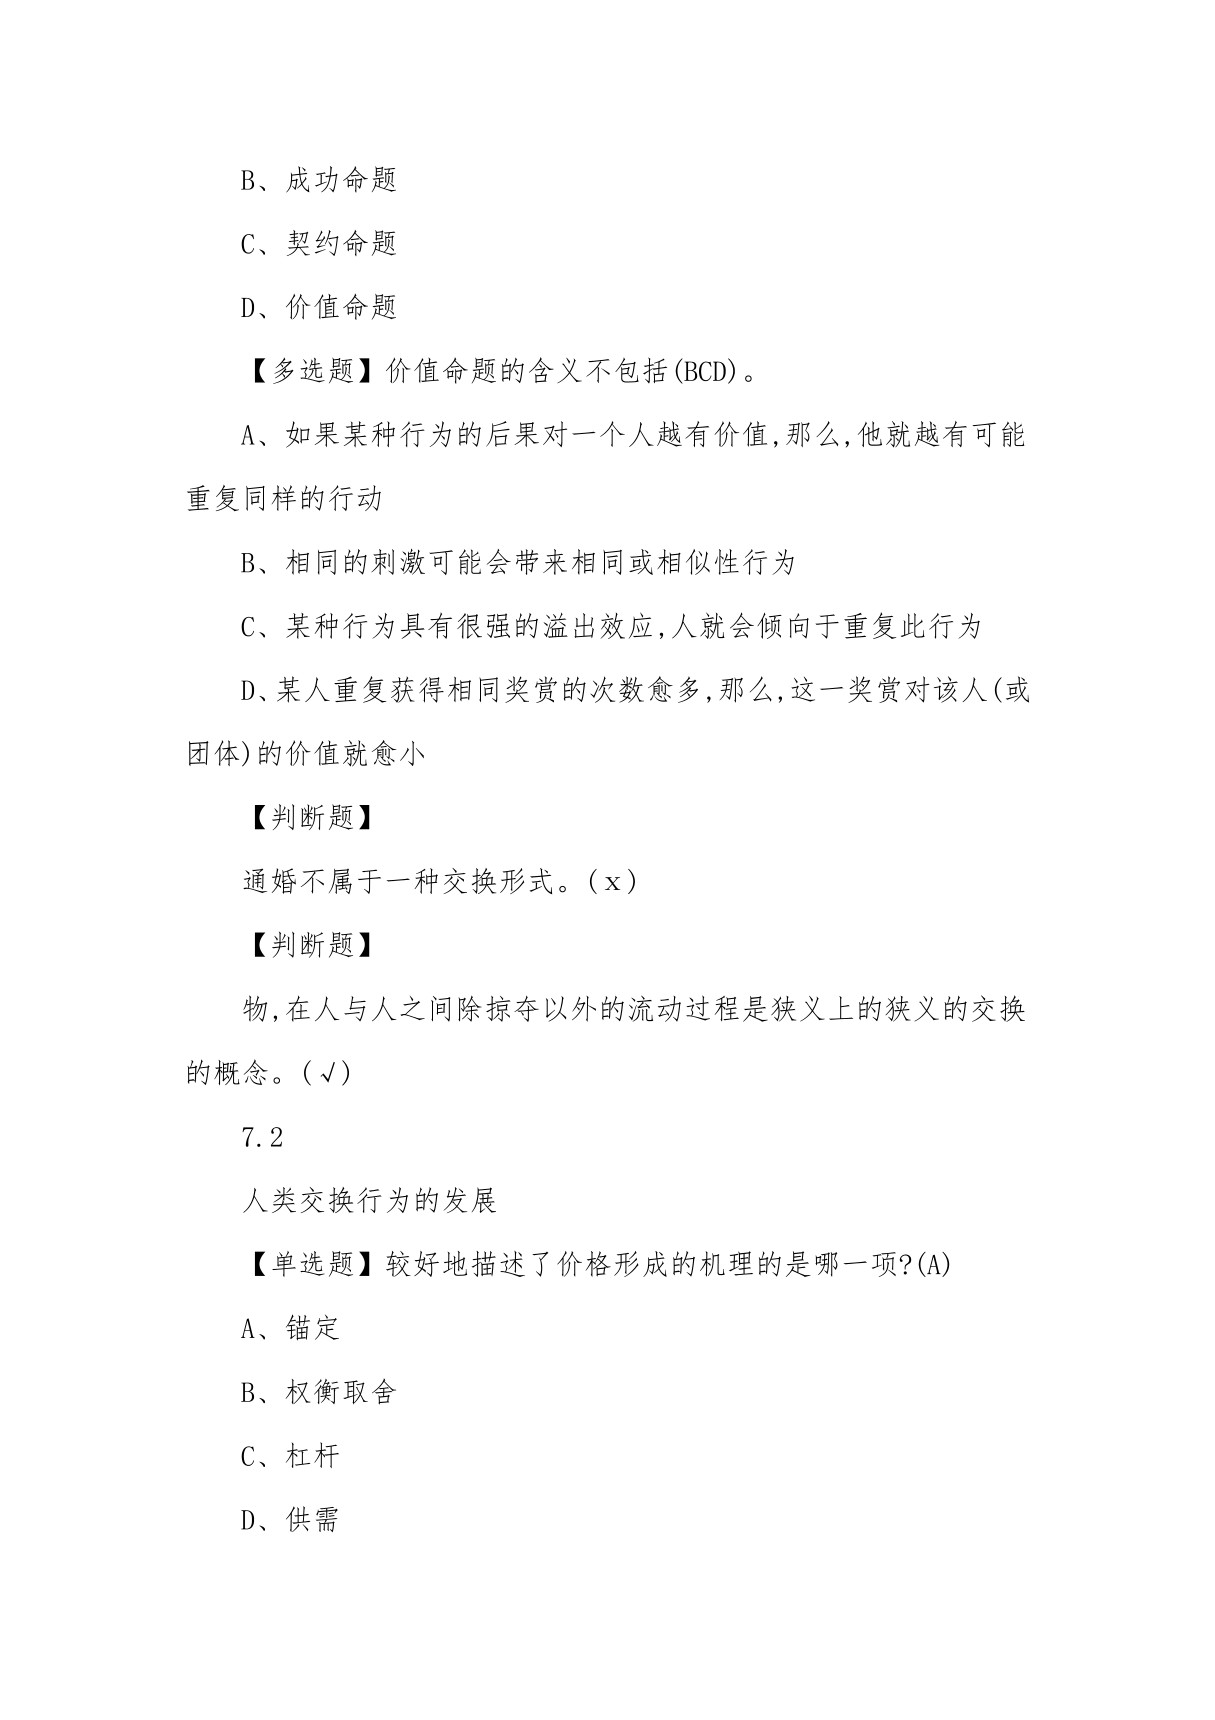 B、成功命题
C、契约命题
D、价值命题
【多选题】价值命题的含义不包括(BCD)。
A、如果某种行为的后果对一个人越有价值,那么,他就越有可能
重复同样的行动
B、相同的刺激可能会带来相同或相似性行为
C、某种行为具有很强的溢出效应,人就会倾向于重复此行为
D、某人重复获得相同奖赏的次数愈多,那么,这一奖赏对该人(或
团体)的价值就愈小
【判断题】
通婚不属于一种交换形式。(x)
【判断题】
物,在人与人之间除掠夺以外的流动过程是狭义上的狭义的交换
的概念。(√)
7.2
人类交换行为的发展
【单选题】较好地描述了价格形成的机理的是哪一项?(A)
A、锚定
B、权衡取舍
C、杠杆
D、供需